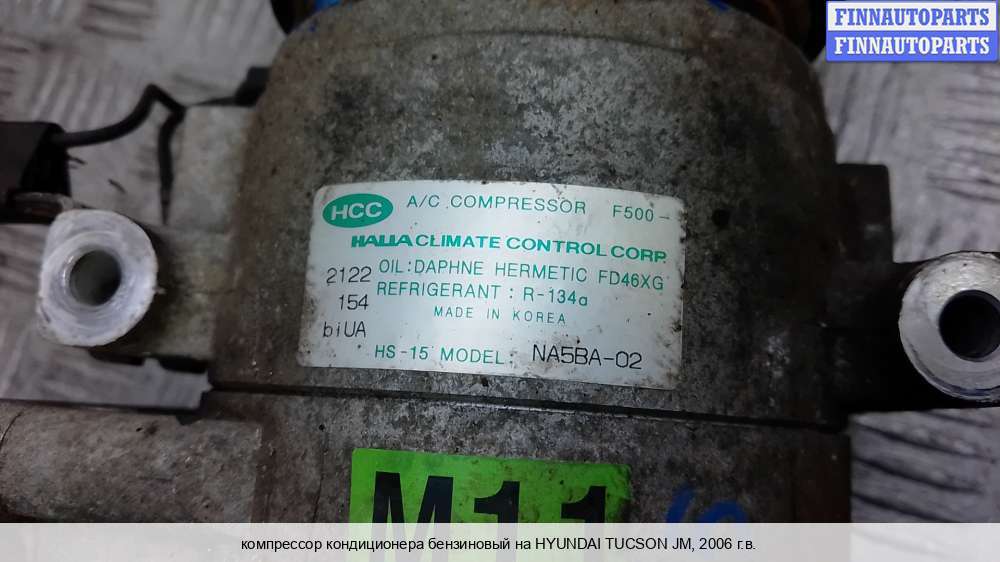 FINNAUTOPARTS
FINNAUTOPARTS
HCC A/C COMPRESSOR F500-
HALLA CLIMATE CONTROL CORP.
2122 OIL:DAPHNE HERMETIC FD46XG
154 REFRIGERANT : R-134a
MADE IN KOREA
biUA
HS-15 MODEL: NA5BA-02
M11
компрессор кондиционера бензиновый на HYUNDAI TUCSON JM, 2006 г.в.